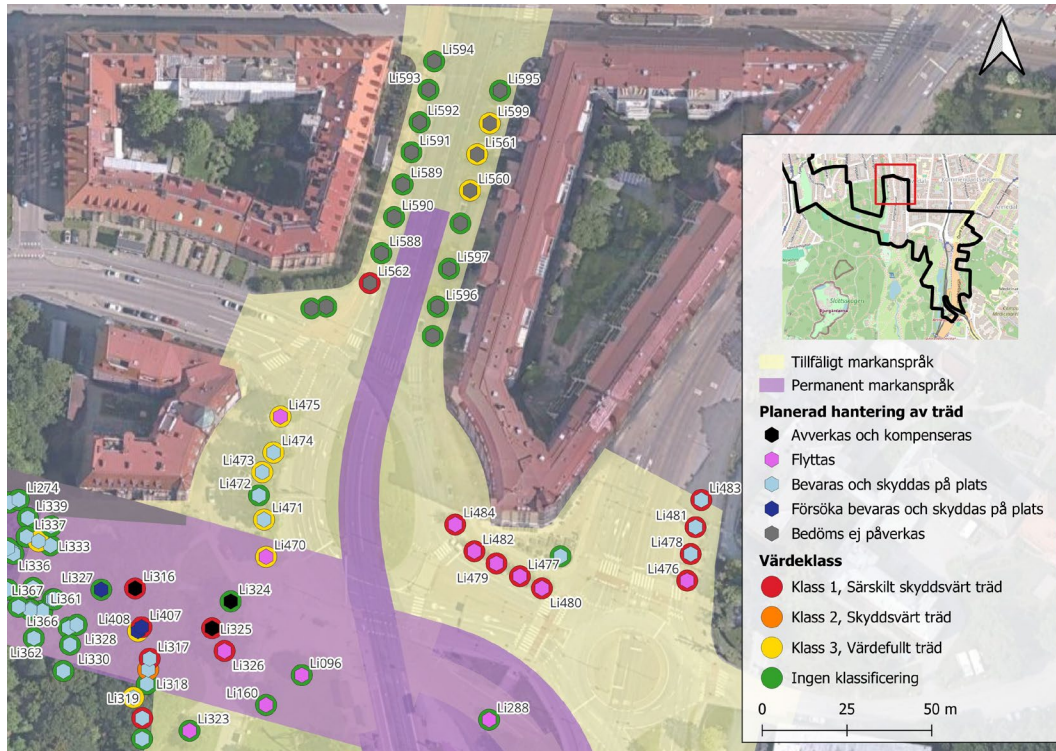 Li594
Li593
Li595
Li592
Li599
Li591
Li561
Li589
Li560
Li590
Li588
Li562
Li597
Li596
Li475
Li474
Li473
Li472
Li471
Li470
Li274
Li339
Li337
Li333
Li336
Li327
Li316
Li324
Li367
Li361
Li366
Li408
Li407
Li325
Li328
Li317
Li326
Li362
Li330
Li318
Li319
Li096
Li160
Li323
Li288
Li484
Li482
Li477
Li479
Li480
Li483
Li481
Li478
Li476
Slottsskogen
Tillfäligt markanspråk
Permanent markanspråk
Planerad hantering av träd
Avverkas och kompenseras
Flyttas
Bevaras och skyddas på plats
Försöka bevaras och skyddas på plats
Bedöms ej påverkas
Värdeklass
Klass 1, Särskilt skyddsvärt träd
Klass 2, Skyddsvärt träd
Klass 3, Värdefullt träd
Ingen klassificering
0 25 50 m